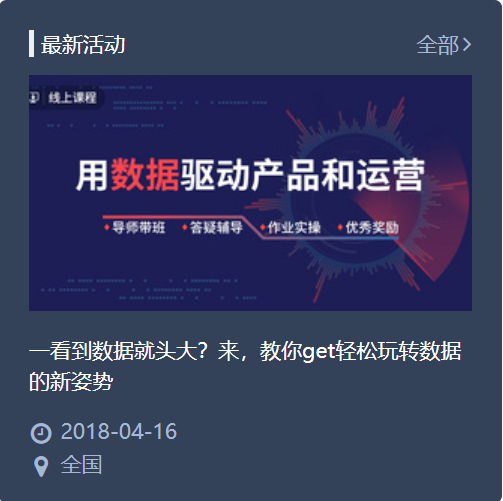 最新活动
全部
线上课程
用数据驱动产品和运营
导师带班 答疑辅导 作业实操 优秀奖励
一看到数据就头大？来，教你get轻松玩转数据
的新姿势
2018-04-16
全国